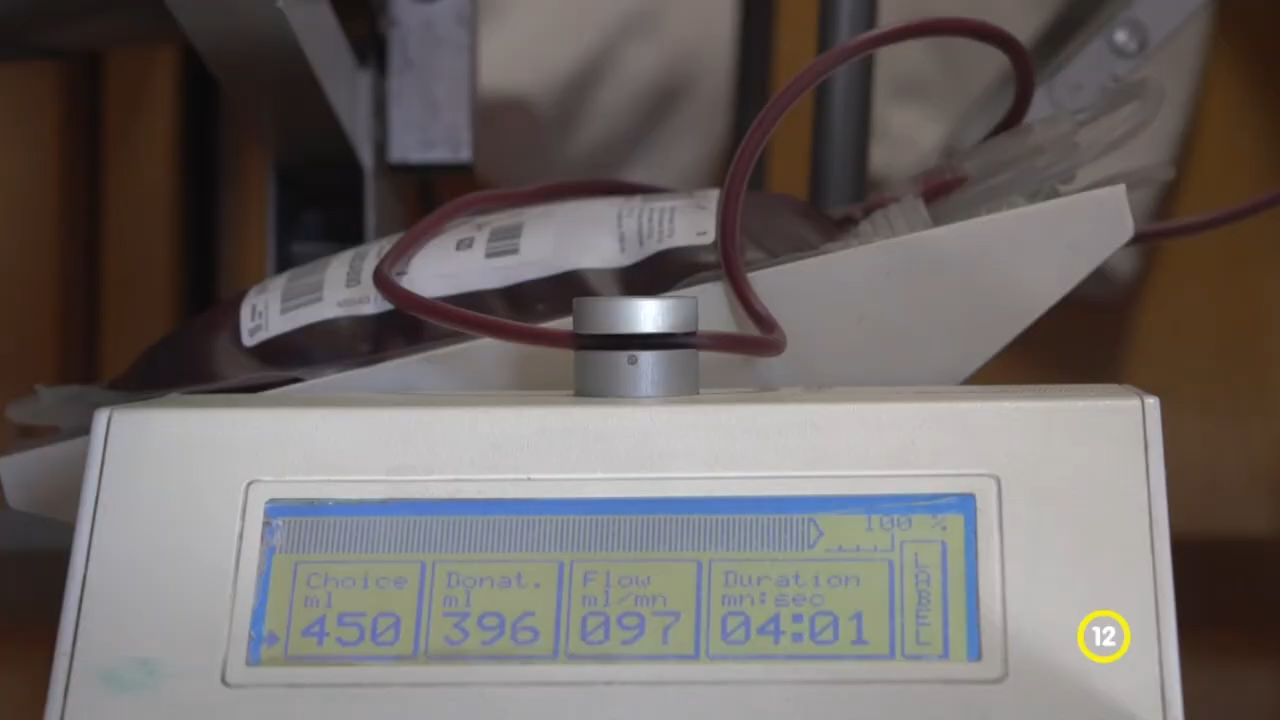 100 %
Choice
ml
450
Donat.
ml
396
Flow
ml/mn
097
Duration
mn:sec
04:01
LABEL
12